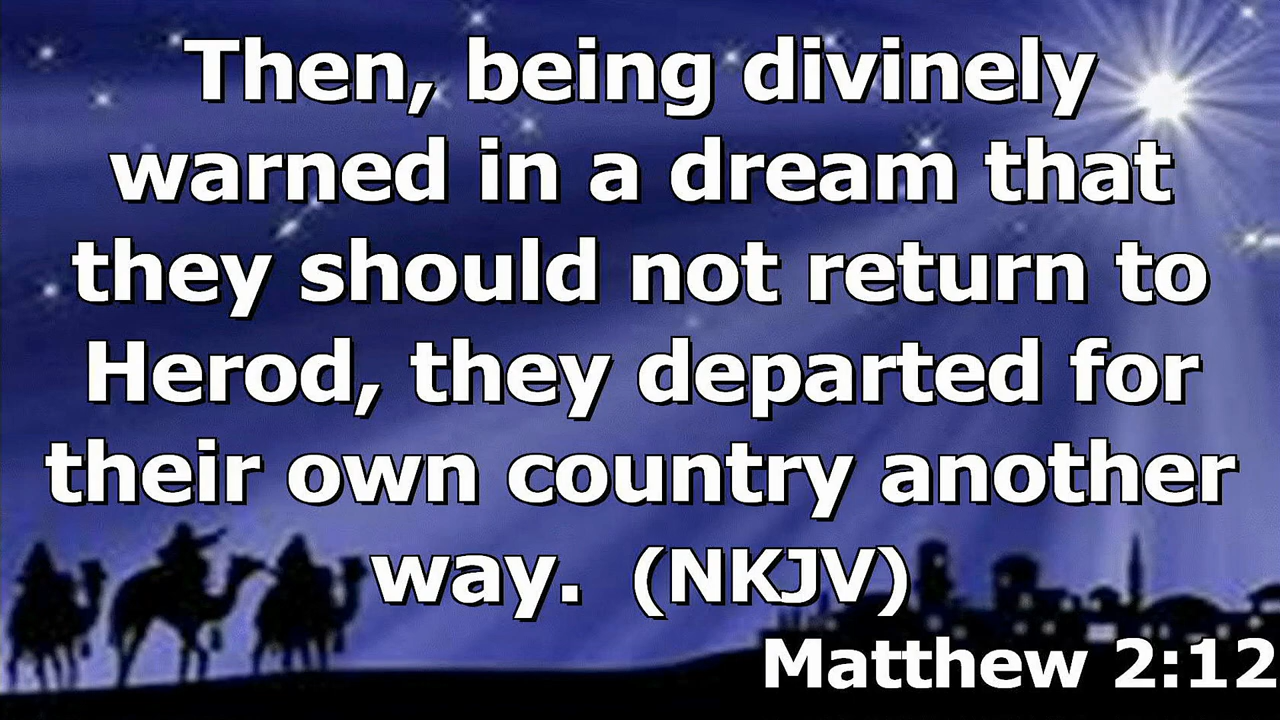 Then, being divinely
warned in a dream that
they should not return to
Herod, they departed for
their own country another
way. (NKJV)
Matthew 2:12